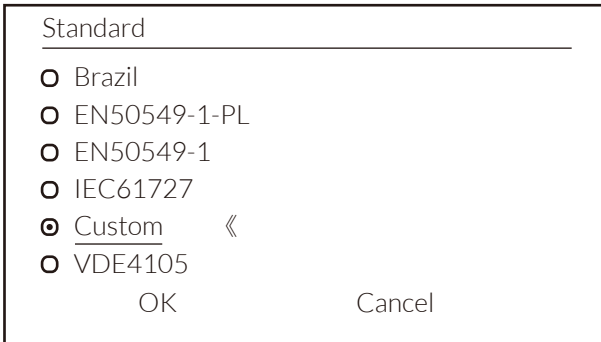 Standard
Brazil
EN50549-1-PL
EN50549-1
IEC61727
Custom 《
VDE4105
OK Cancel